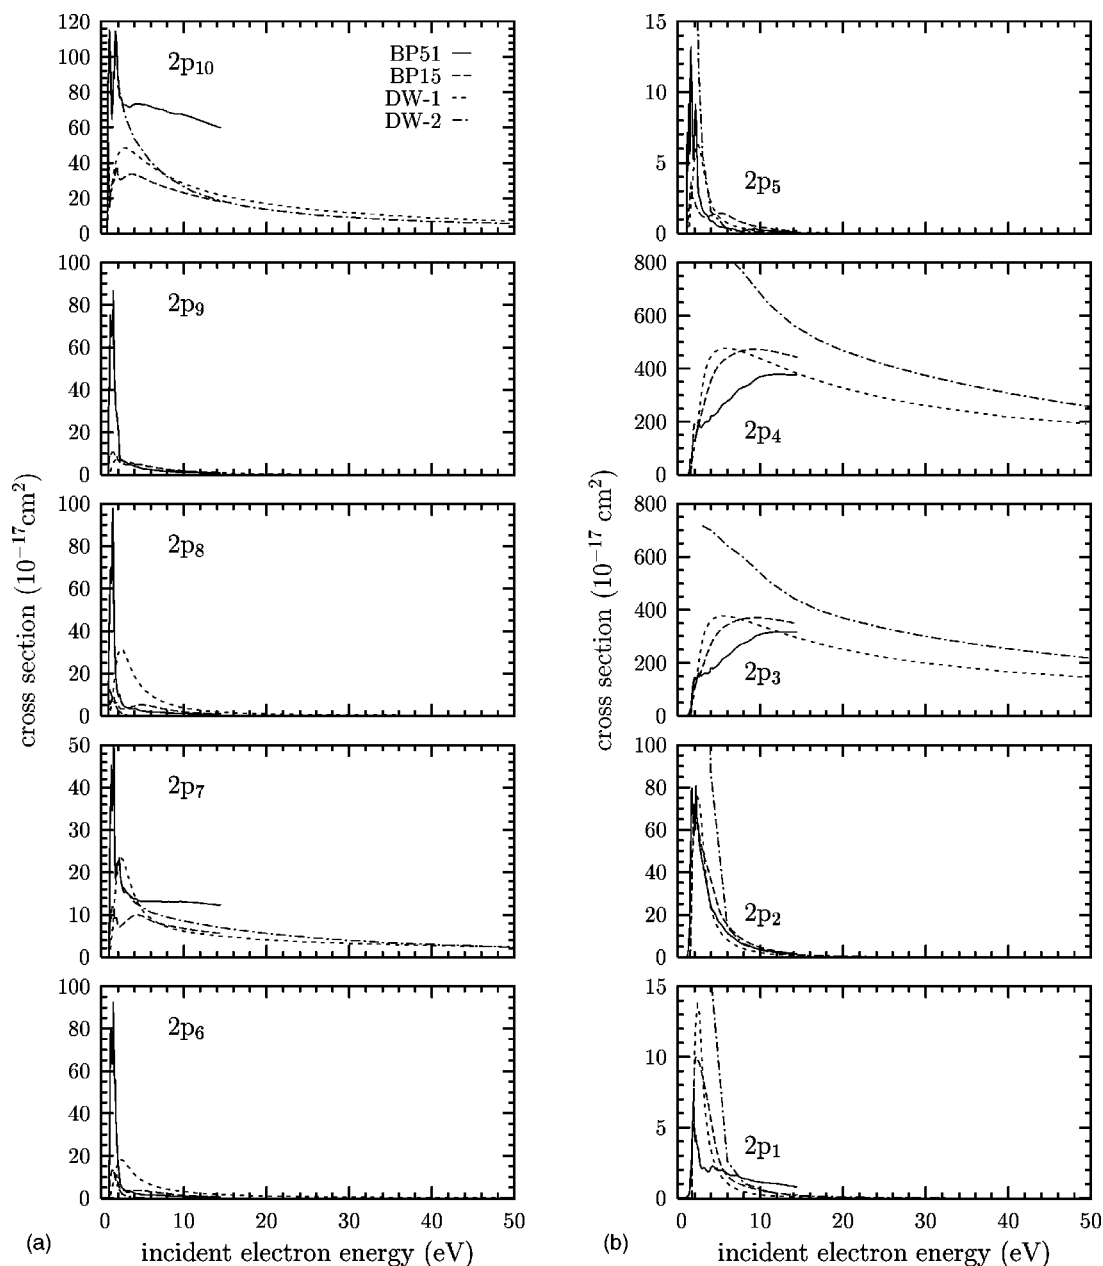 120
100
80
60
40
20
0
2p10
BP51
BP15
DW-1
DW-2
100
80
60
40
20
0
2p9
100
80
60
40
20
0
2p8
50
40
30
20
10
0
2p7
100
80
60
40
20
0
2p6
0 10 20 30 40 50
cross section (10−17cm2)
(a) incident electron energy (eV)
15
10
5
0
2p5
800
600
400
200
0
2p4
800
600
400
200
0
2p3
100
80
60
40
20
0
2p2
15
10
5
0
2p1
0 10 20 30 40 50
cross section (10−17 cm2)
(b) incident electron energy (eV)